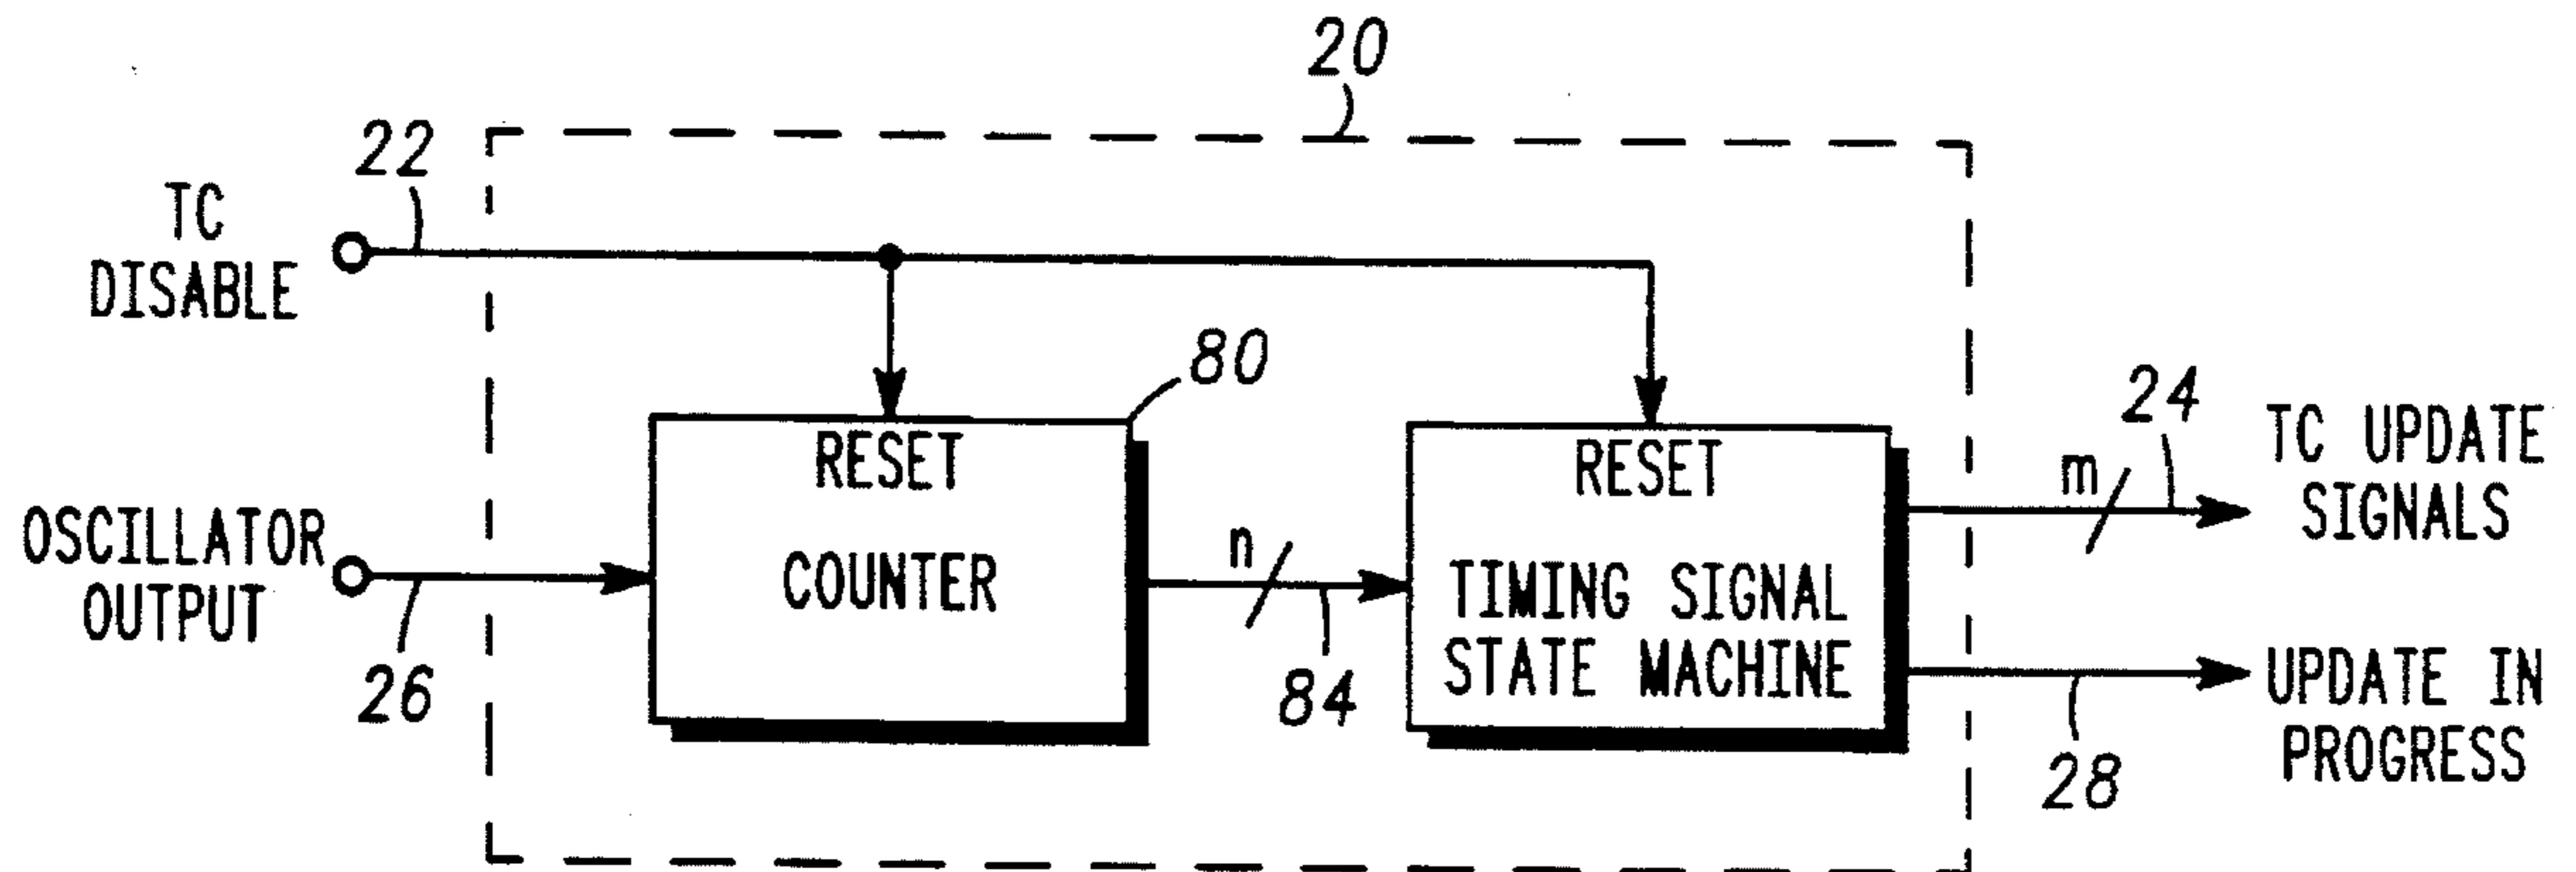 20
22
TC
DISABLE
80
RESET
COUNTER
OSCILLATOR
OUTPUT
26
n
84
RESET
TIMING SIGNAL
STATE MACHINE
m
24
TC UPDATE
SIGNALS
28
UPDATE IN
PROGRESS